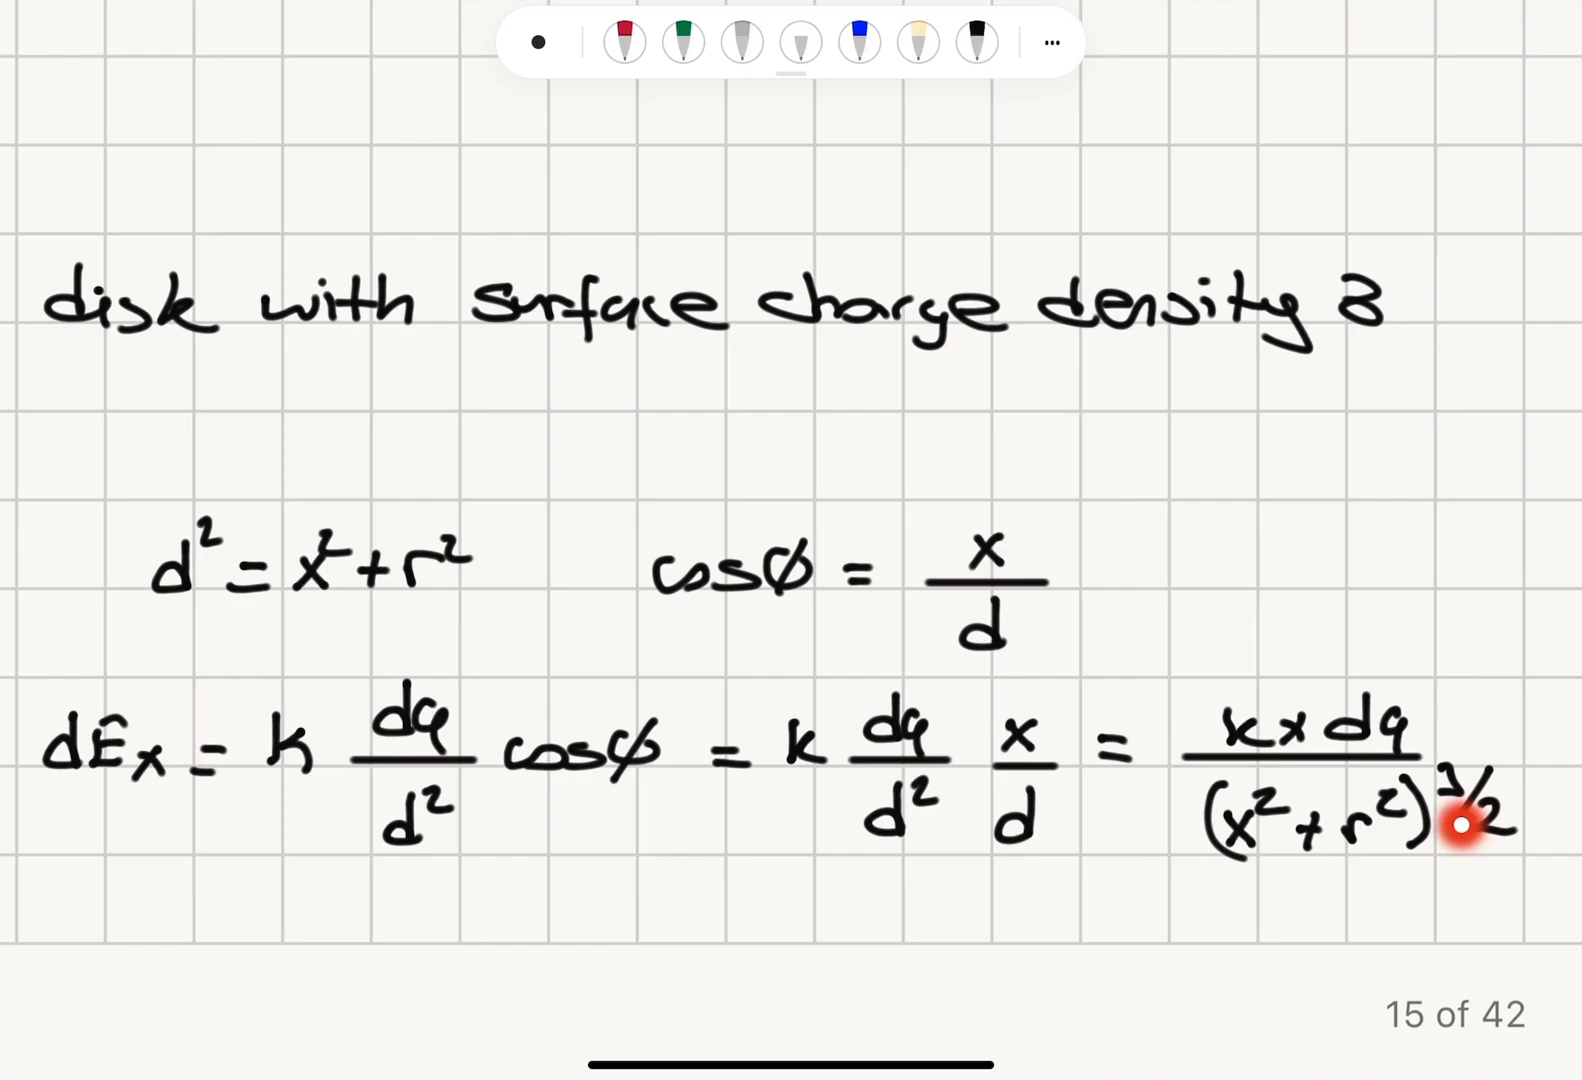 disk with surface charge density 3
d² = x² + r² cosϕ = x/d
dEx = k dq/d² cosϕ = k dq/d² x/d = kx dq/(x² + r²)^3/2
15 of 42